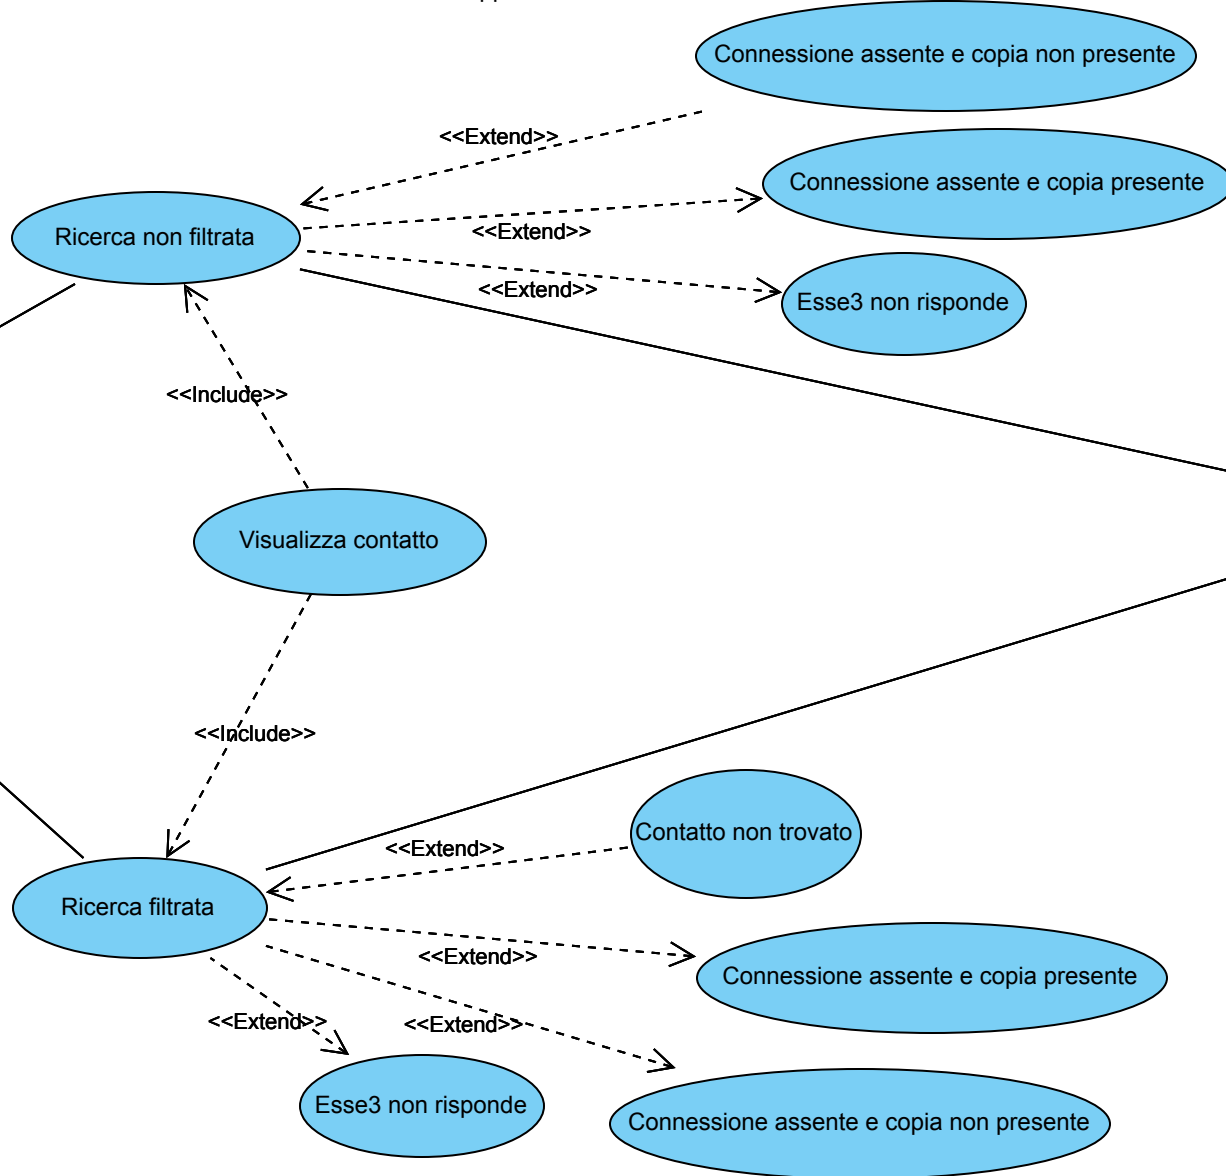 Connessione assente e copia non presente
<<Extend>>
Connessione assente e copia presente
<<Extend>>
Ricerca non filtrata
<<Extend>>
Esse3 non risponde
<<Include>>
Visualizza contatto
<<Include>>
Contatto non trovato
<<Extend>>
Ricerca filtrata
<<Extend>>
Connessione assente e copia presente
<<Extend>>
<<Extend>>
Esse3 non risponde
Connessione assente e copia non presente